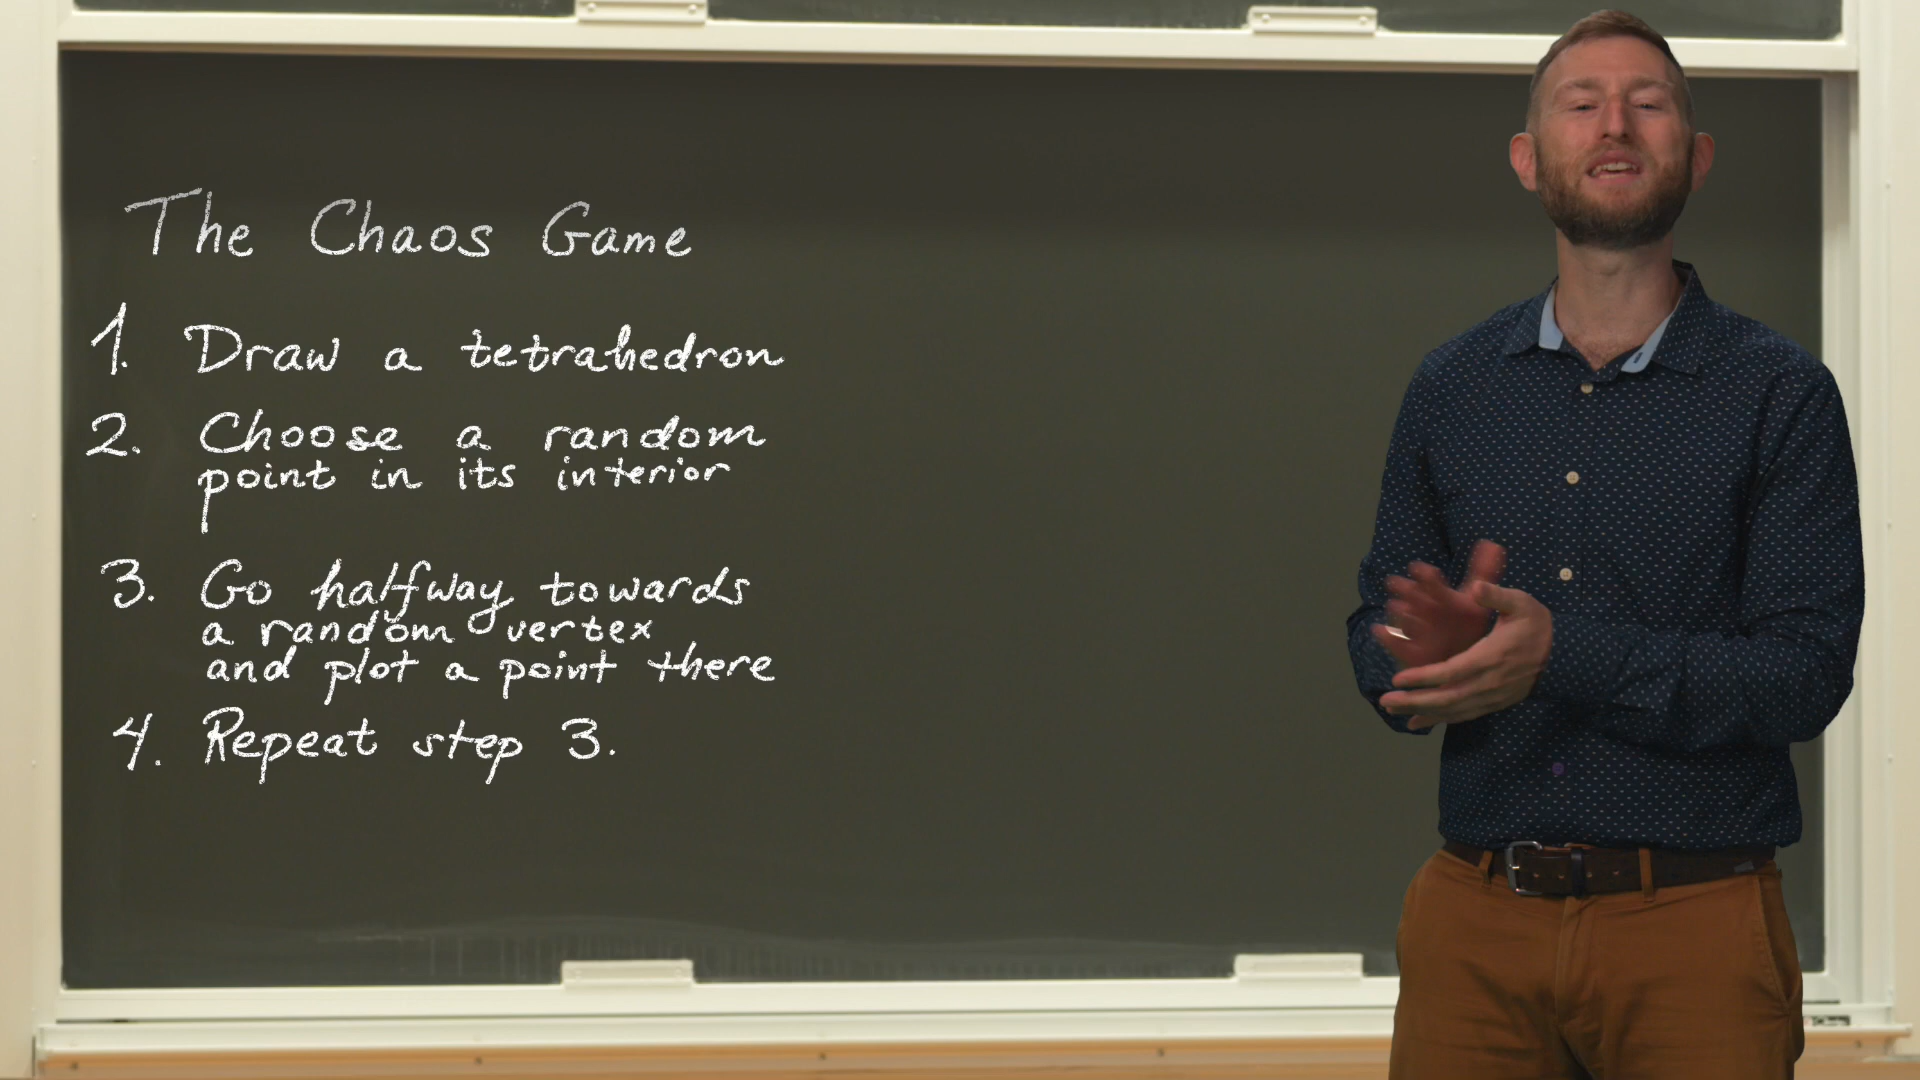 The Chaos Game
1. Draw a tetrahedron
2. Choose a random
point in its interior
3. Go halfway towards
a random vertex
and plot a point there
4. Repeat step 3.